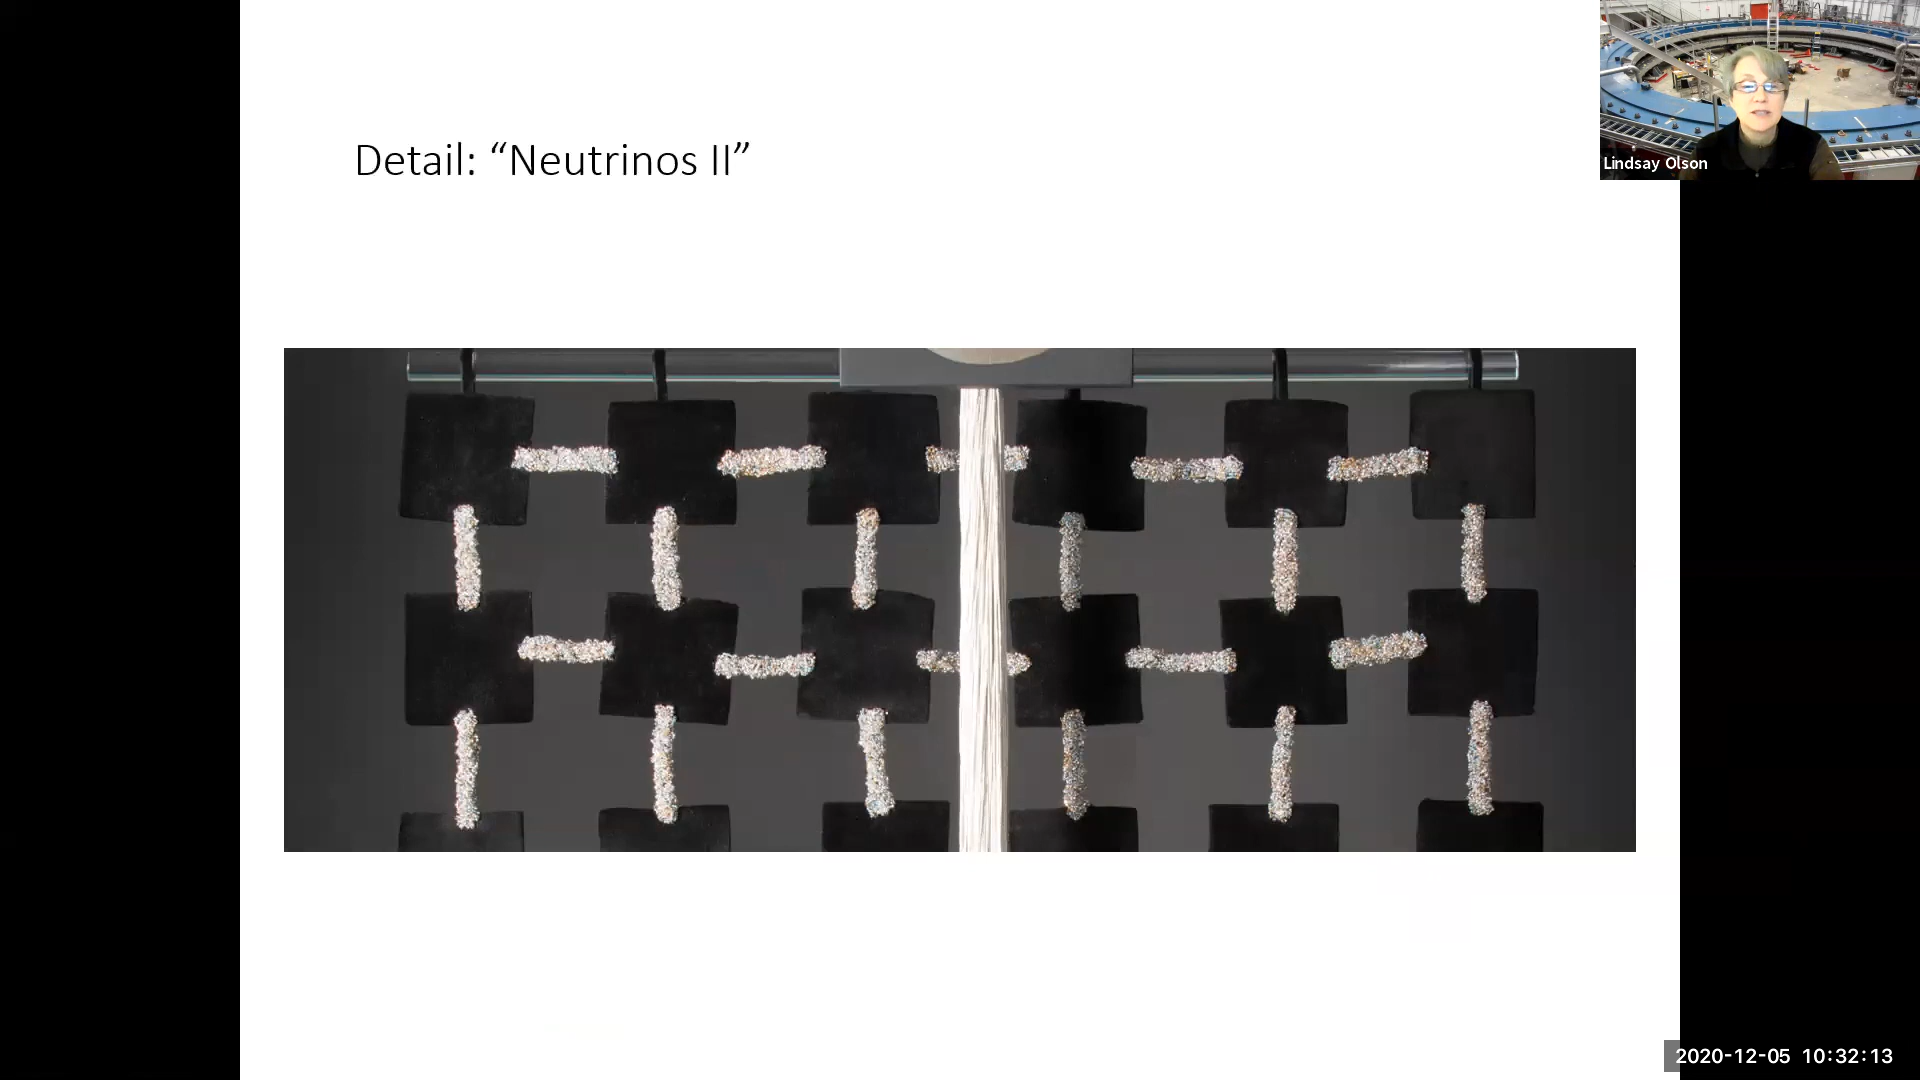 Detail: “Neutrinos II”
Lindsay Olson
2020-12-05 10:32:13